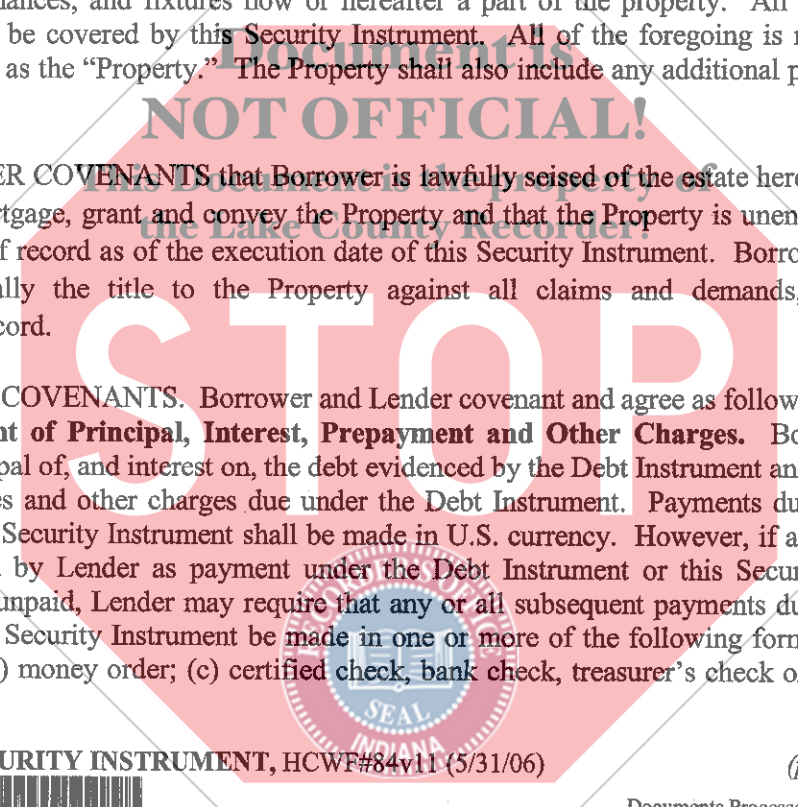 ances, and fixtures now or hereafter a part of the property. All
be covered by this Security Instrument. All of the foregoing is
as the “Property.” The Property shall also include any additional
Document is
NOT OFFICIAL!
This Document is the property of
the Lake County Recorder!
STOP
ER COVENANTS that Borrower is lawfully seised of the estate here
tgage, grant and convey the Property and that the Property is unen
f record as of the execution date of this Security Instrument. Borro
ally the title to the Property against all claims and demands,
cord.
COVENANTS. Borrower and Lender covenant and agree as follow
nt of Principal, Interest, Prepayment and Other Charges. Bo
pal of, and interest on, the debt evidenced by the Debt Instrument an
es and other charges due under the Debt Instrument. Payments du
Security Instrument shall be made in U.S. currency. However, if a
by Lender as payment under the Debt Instrument or this Secur
unpaid, Lender may require that any or all subsequent payments du
Security Instrument be made in one or more of the following form
) money order; (c) certified check, bank check, treasurer’s check o
SEAL
INDIANA
URITY INSTRUMENT, HCWF#84v11 (5/31/06)
Documents Processe